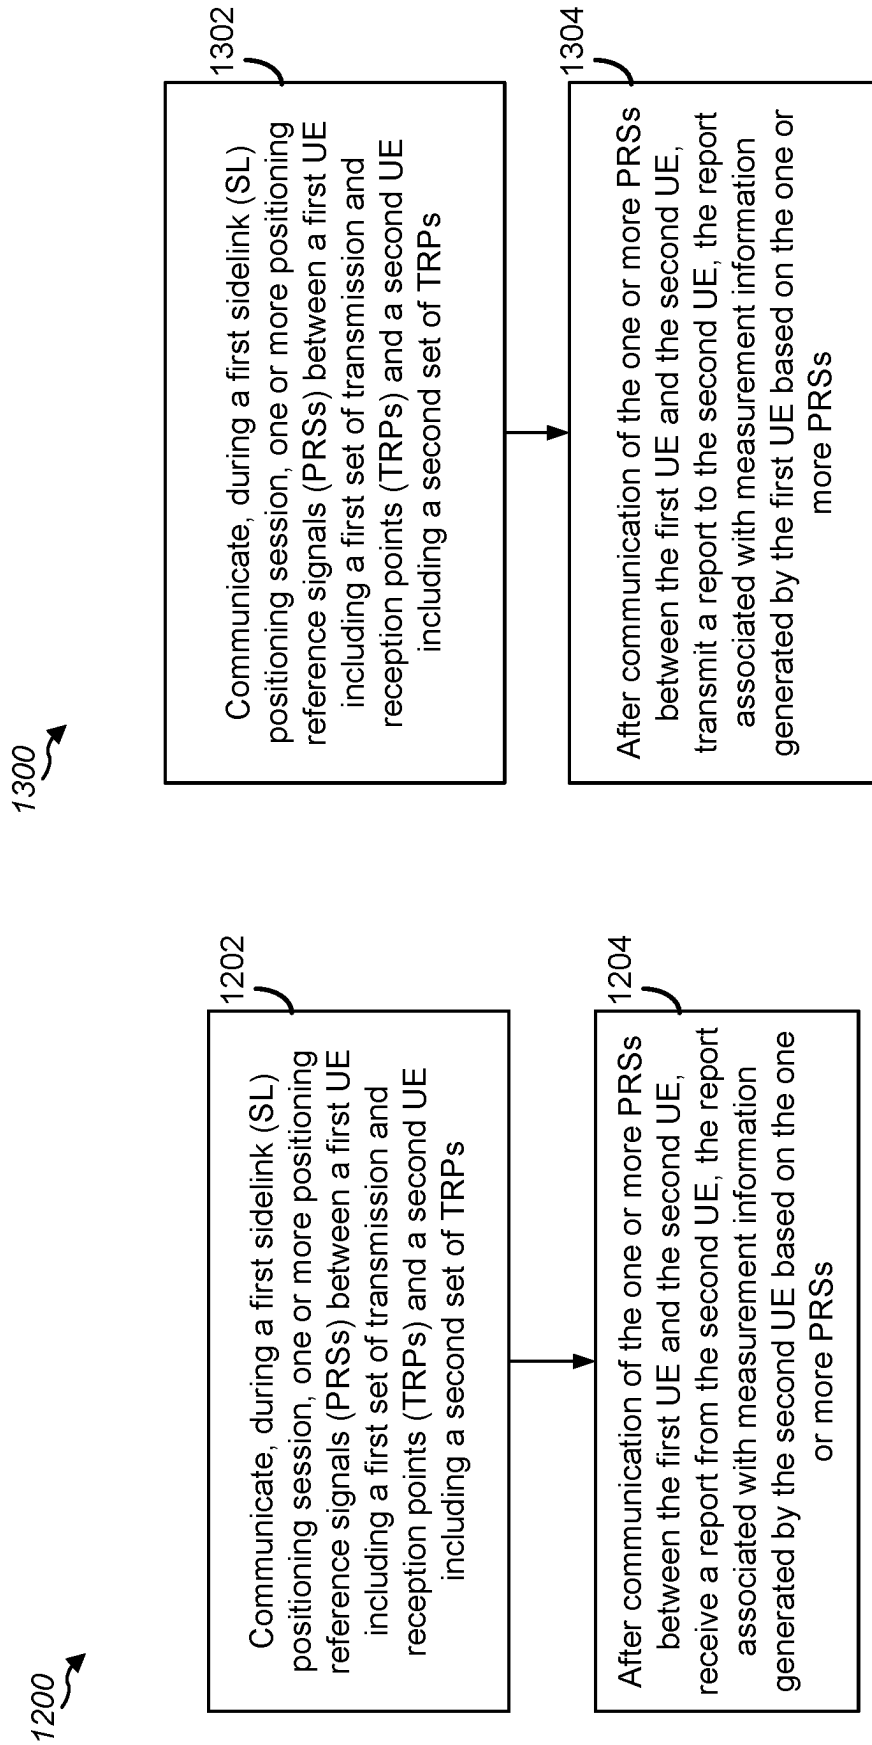 1200
1202
Communicate, during a first sidelink (SL)
positioning session, one or more positioning
reference signals (PRSs) between a first UE
including a first set of transmission and
reception points (TRPs) and a second UE
including a second set of TRPs
1204
After communication of the one or more PRSs
between the first UE and the second UE,
receive a report from the second UE, the report
associated with measurement information
generated by the second UE based on the one
or more PRSs
1300
1302
Communicate, during a first sidelink (SL)
positioning session, one or more positioning
reference signals (PRSs) between a first UE
including a first set of transmission and
reception points (TRPs) and a second UE
including a second set of TRPs
1304
After communication of the one or more PRSs
between the first UE and the second UE,
transmit a report to the second UE, the report
associated with measurement information
generated by the first UE based on the one or
more PRSs